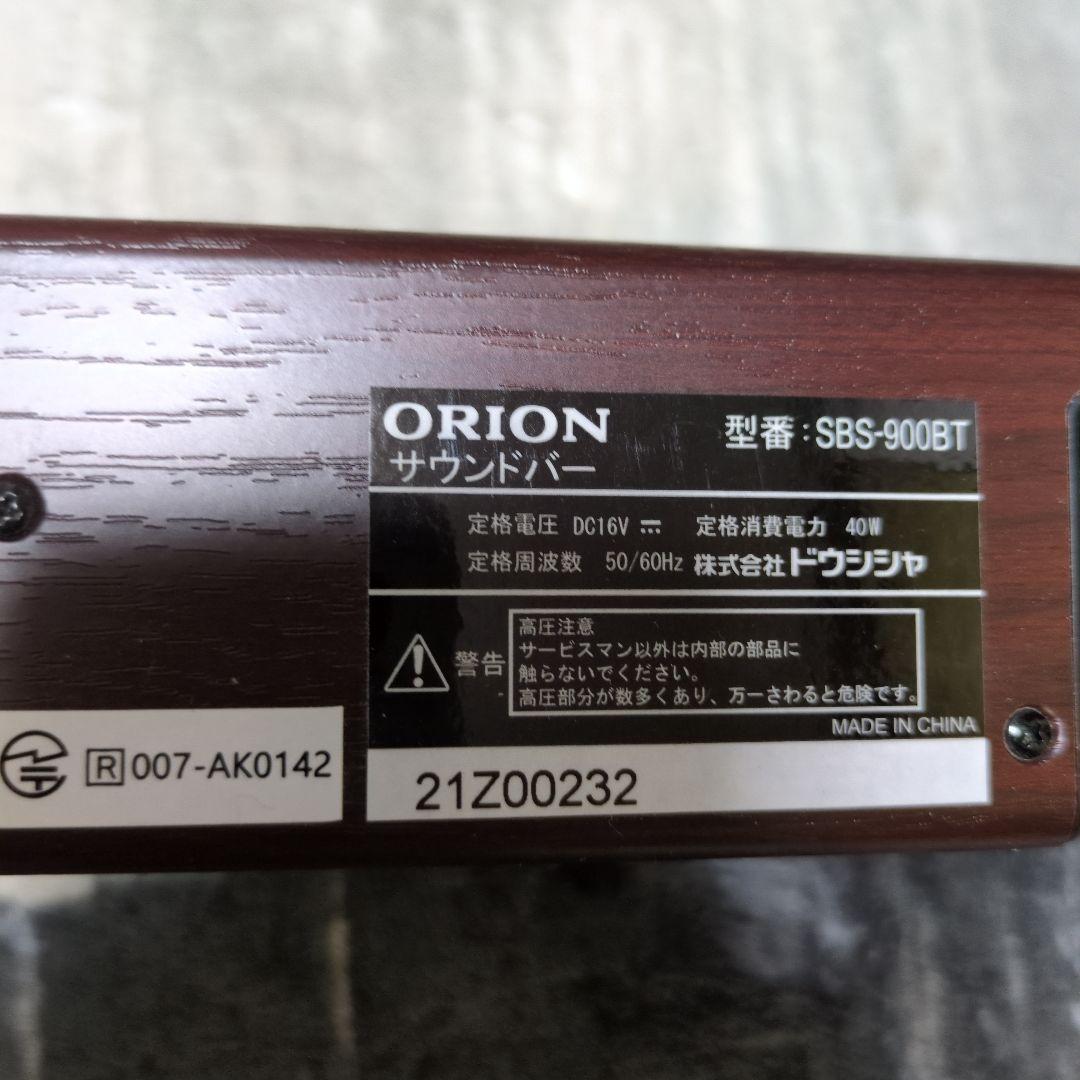 ORION
型番:SBS-900BT
サウンドバー
定格電圧 DC16V 定格消費電力 40W
定格周波数 50/60Hz 株式会社ドウシシャ
警告
高圧注意
サービスマン以外は内部の部品に
触らないでください。
高圧部分が数多くあり、万一さわると危険です。
MADE IN CHINA
R 007-AK0142
21Z00232